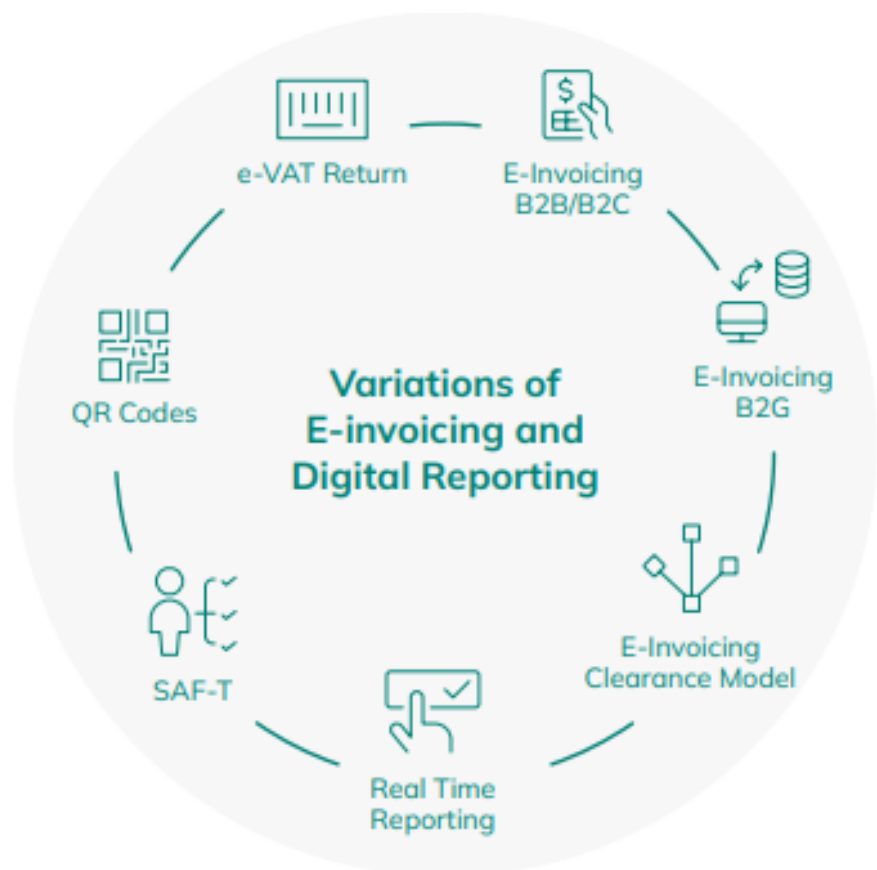 e-VAT Return
E-Invoicing
B2B/B2C
E-Invoicing
B2G
QR Codes
Variations of
E-invoicing and
Digital Reporting
E-Invoicing
Clearance Model
SAF-T
Real Time
Reporting
$